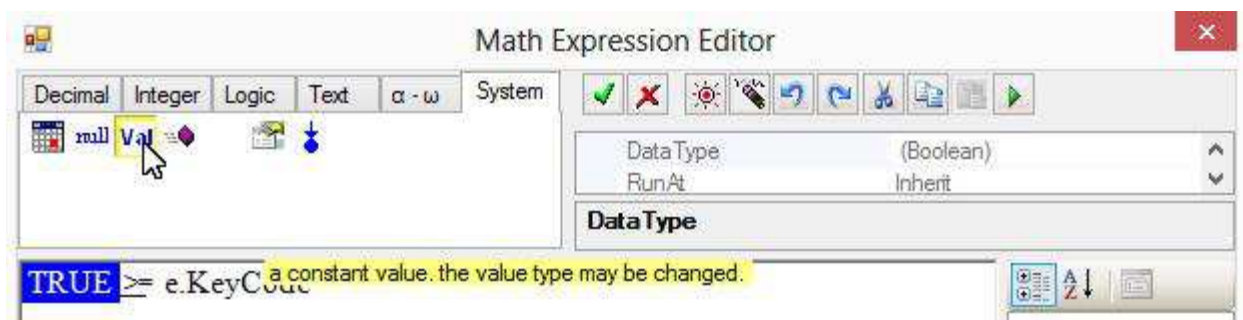 Math Expression Editor
Decimal Integer Logic Text α - ω System
null Val
DataType (Boolean)
RunAt Inherit
DataType
TRUE >= e.KeyCode
a constant value. the value type may be changed.